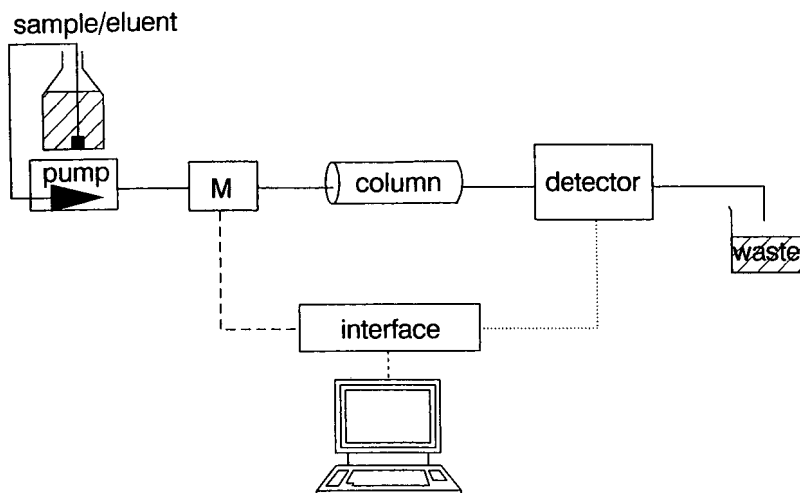 sample/eluent
pump
M
column
detector
waste
interface